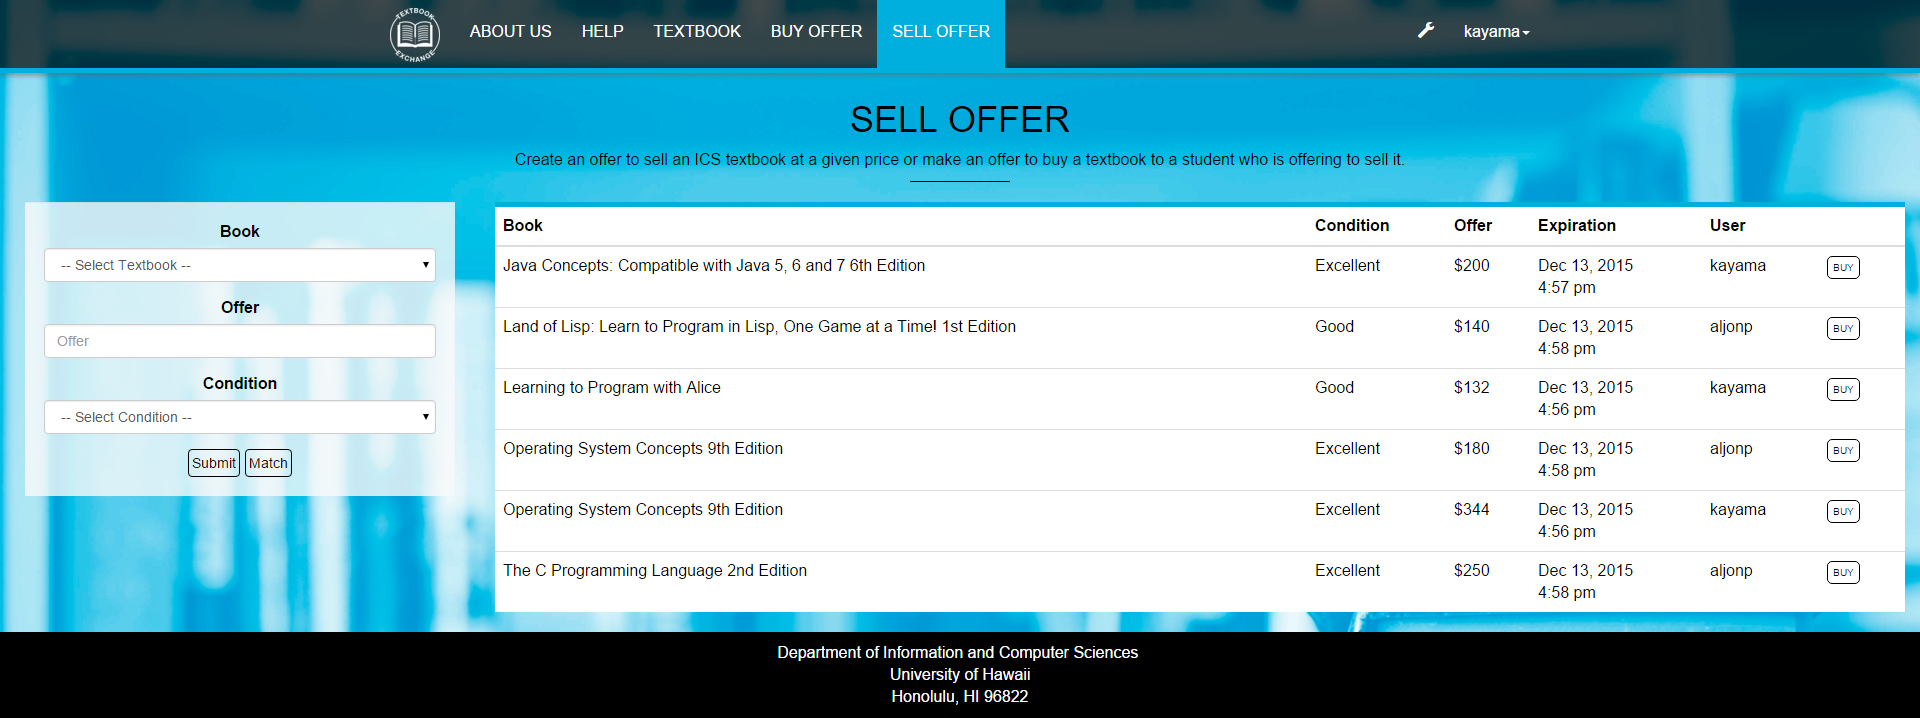 TEXTBOOK
EXCHANGE
ABOUT US HELP TEXTBOOK BUY OFFER SELL OFFER kayama
SELL OFFER
Create an offer to sell an ICS textbook at a given price or make an offer to buy a textbook to a student who is offering to sell it.
Book
-- Select Textbook --
Offer
Offer
Condition
-- Select Condition --
Submit Match
Book Condition Offer Expiration User
Java Concepts: Compatible with Java 5, 6 and 7 6th Edition Excellent $200 Dec 13, 2015 kayama BUY
4:57 pm
Land of Lisp: Learn to Program in Lisp, One Game at a Time! 1st Edition Good $140 Dec 13, 2015 aljonp BUY
4:58 pm
Learning to Program with Alice Good $132 Dec 13, 2015 kayama BUY
4:56 pm
Operating System Concepts 9th Edition Excellent $180 Dec 13, 2015 aljonp BUY
4:58 pm
Operating System Concepts 9th Edition Excellent $344 Dec 13, 2015 kayama BUY
4:56 pm
The C Programming Language 2nd Edition Excellent $250 Dec 13, 2015 aljonp BUY
4:58 pm
Department of Information and Computer Sciences
University of Hawaii
Honolulu, HI 96822